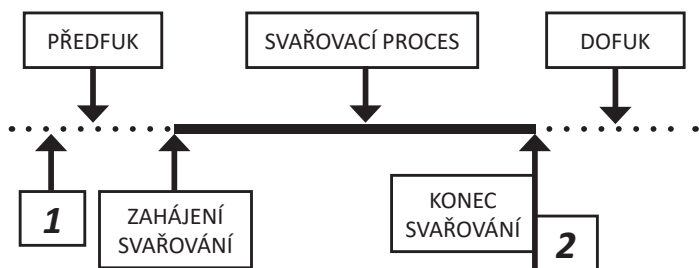 PŘEDFUK
SVAŘOVACÍ PROCES
DOFUK
1
ZAHÁJENÍ
SVAŘOVÁNÍ
KONEC
SVAŘOVÁNÍ
2